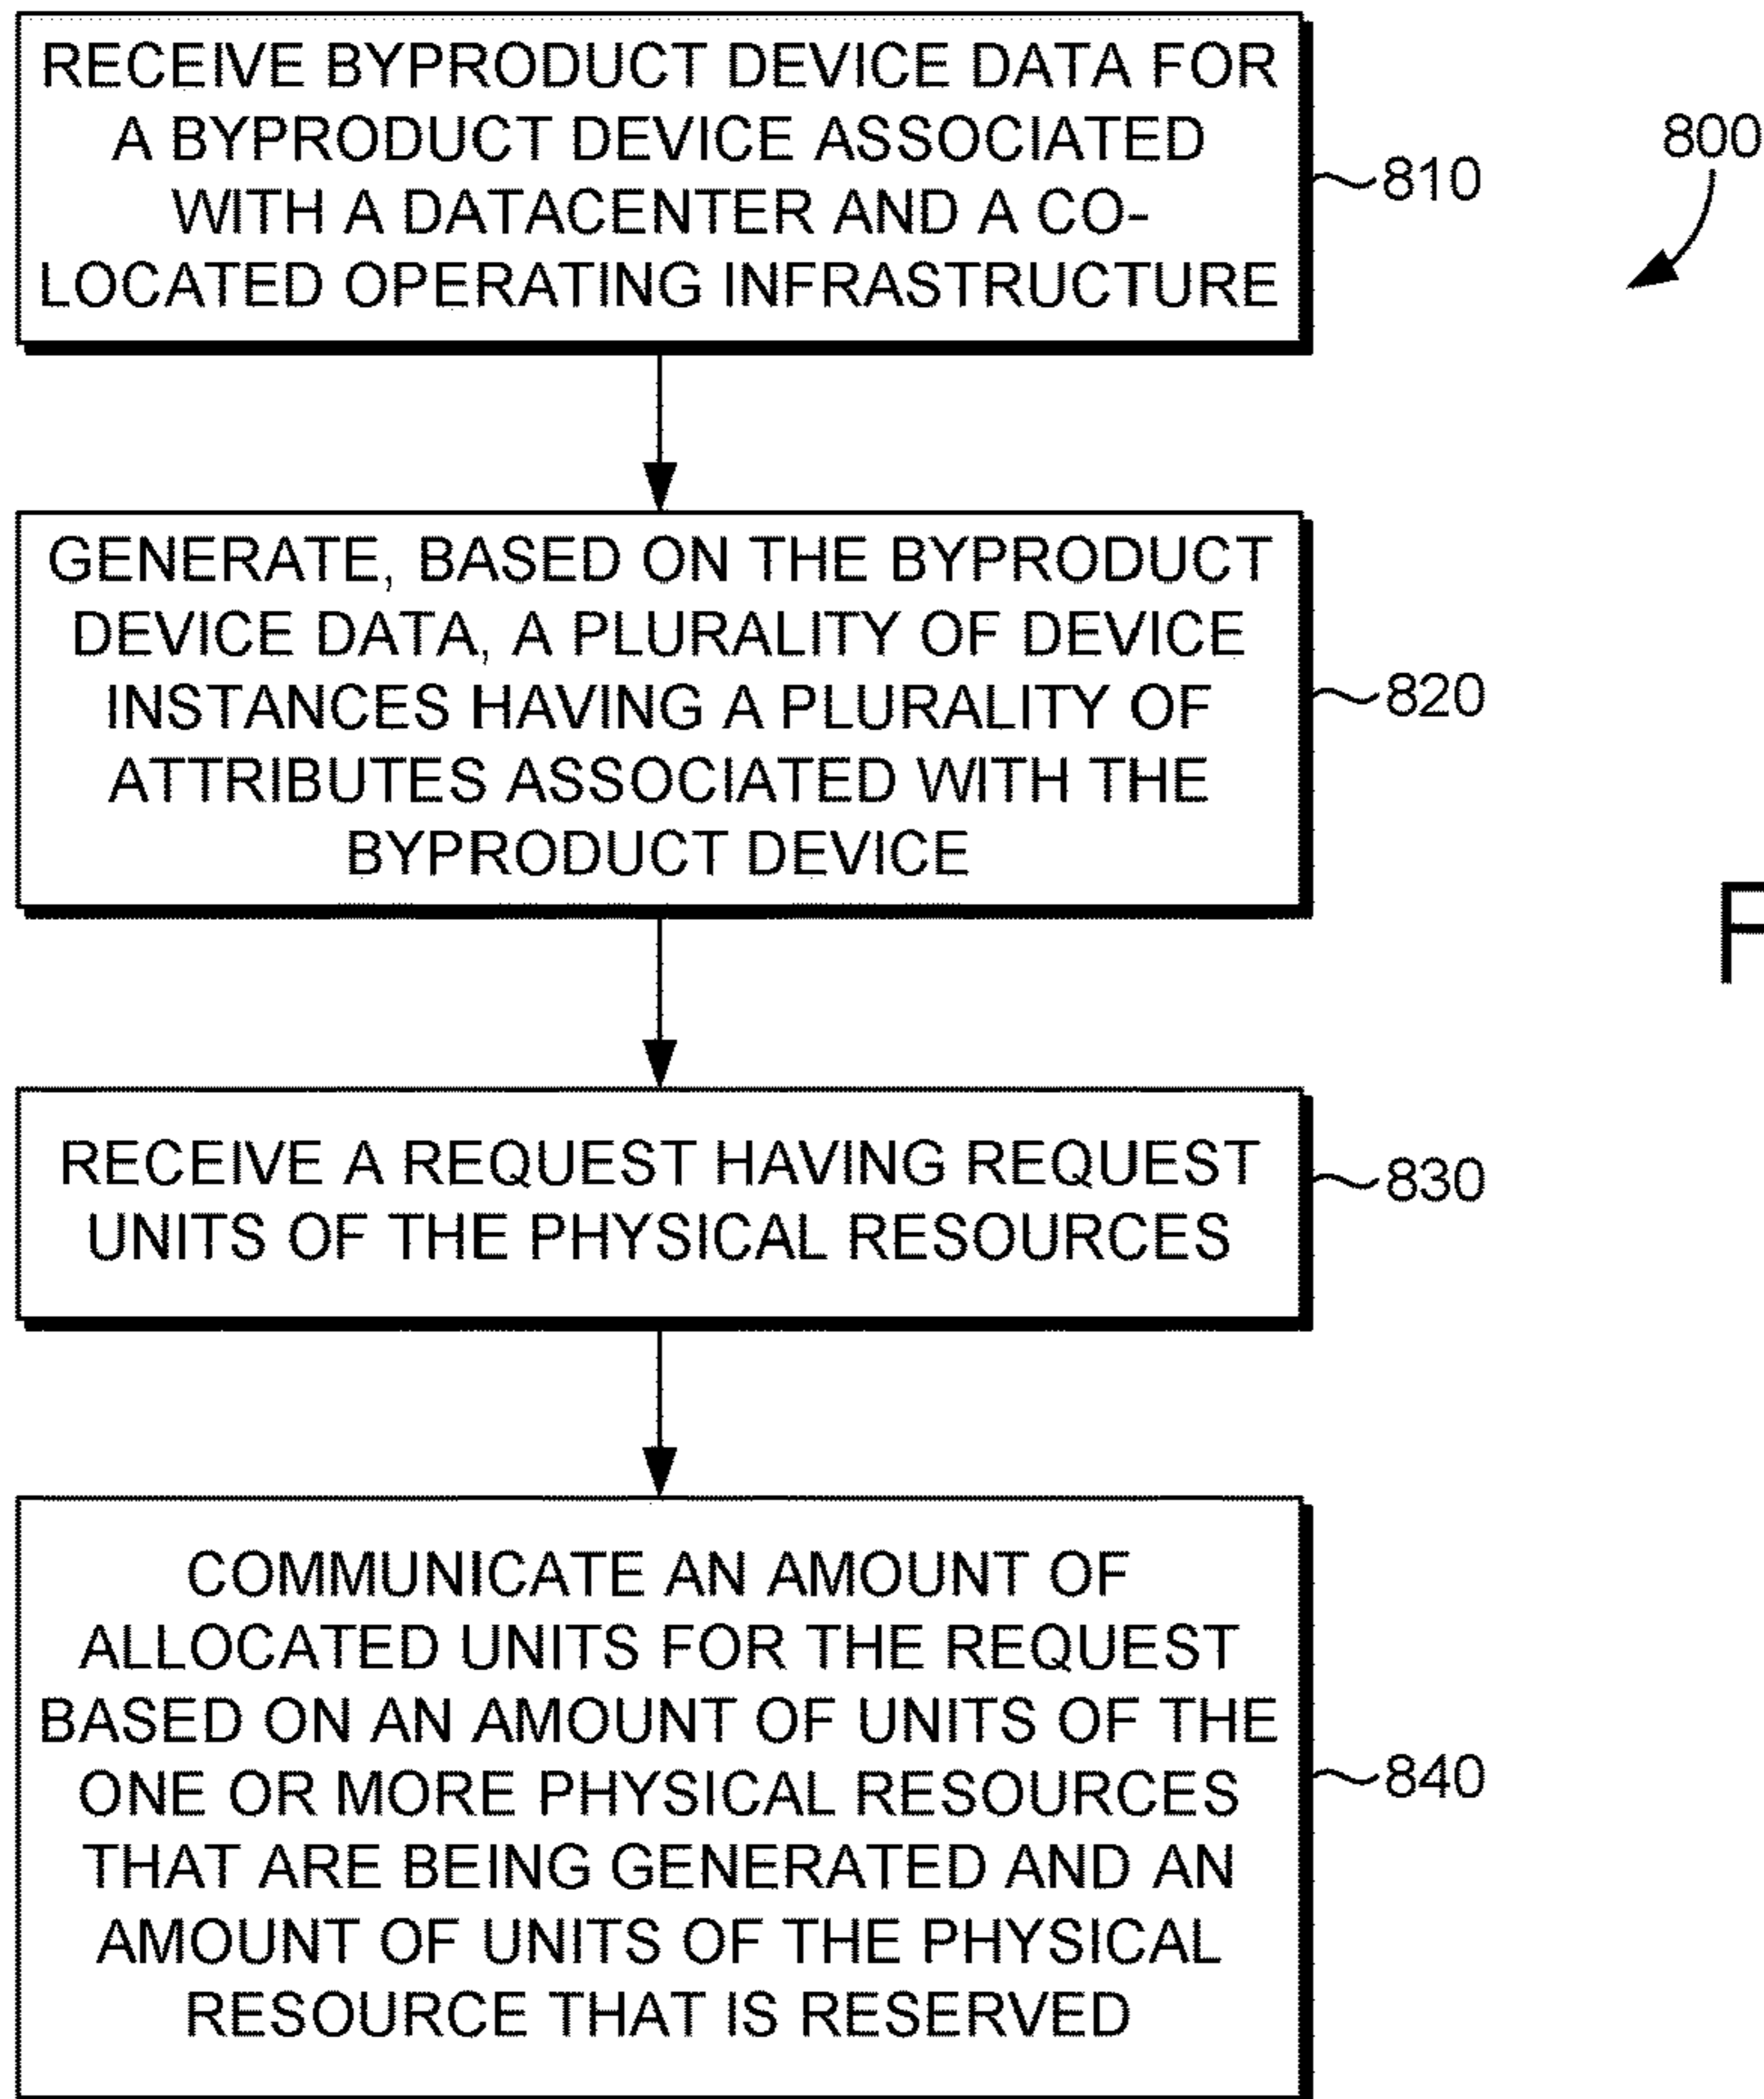 RECEIVE BYPRODUCT DEVICE DATA FOR
A BYPRODUCT DEVICE ASSOCIATED
WITH A DATACENTER AND A CO-
LOCATED OPERATING INFRASTRUCTURE
810
800
GENERATE, BASED ON THE BYPRODUCT
DEVICE DATA, A PLURALITY OF DEVICE
INSTANCES HAVING A PLURALITY OF
ATTRIBUTES ASSOCIATED WITH THE
BYPRODUCT DEVICE
820
F
RECEIVE A REQUEST HAVING REQUEST
UNITS OF THE PHYSICAL RESOURCES
830
COMMUNICATE AN AMOUNT OF
ALLOCATED UNITS FOR THE REQUEST
BASED ON AN AMOUNT OF UNITS OF THE
ONE OR MORE PHYSICAL RESOURCES
THAT ARE BEING GENERATED AND AN
AMOUNT OF UNITS OF THE PHYSICAL
RESOURCE THAT IS RESERVED
840